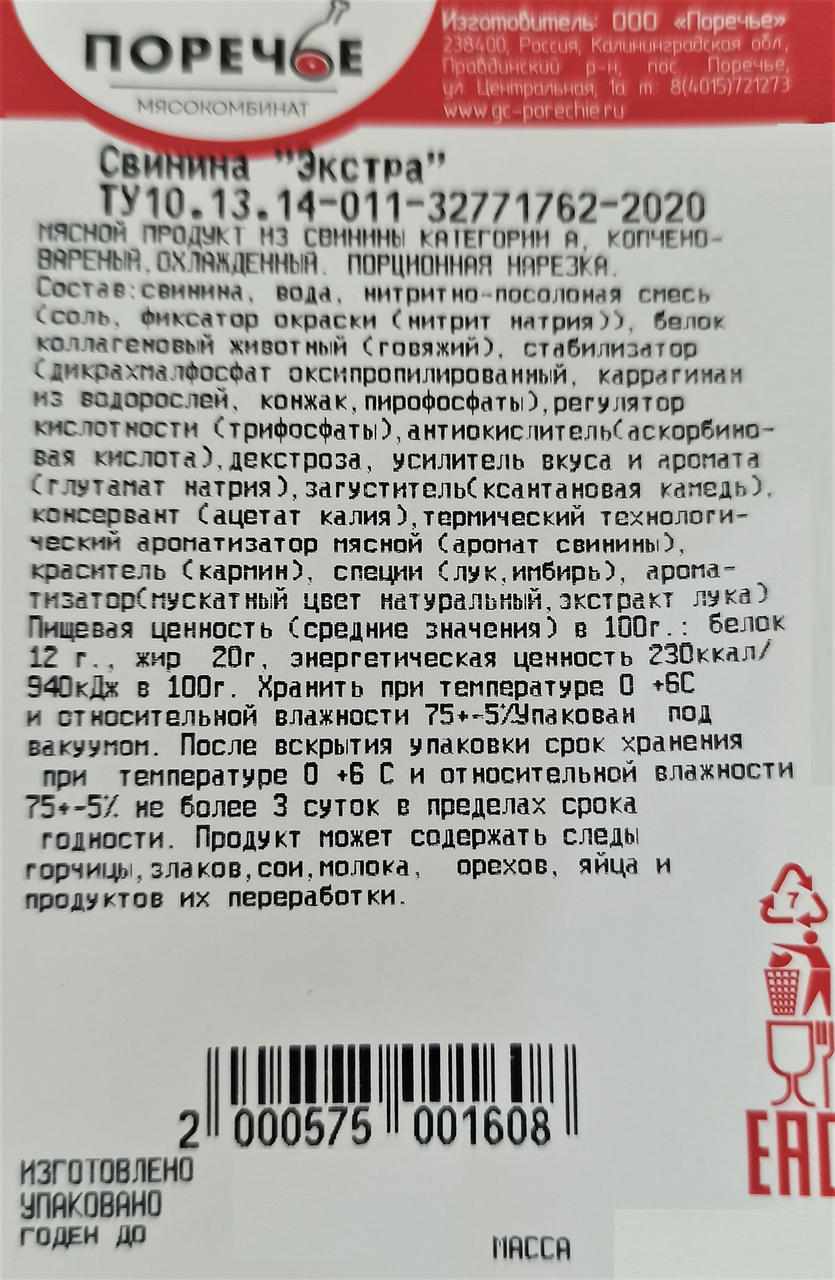 ПОРЕЧЬЕ
МЯСОКОМБИНАТ
Изготовитель: ООО «Поречье»
238400, Россия, Калининградская обл.,
Правдинский р-н, пос Поречье,
ул. Центральная, 1а т: 8(4015)721273
www.gc-porechie.ru
Свинина "Экстра"
ТУ10.13.14-011-32771762-2020
МЯСНОЙ ПРОДУКТ ИЗ СВИНИНЫ КАТЕГОРИИ А, КОПЧЕНО-
ВАРЕНЫЙ,ОХЛАЖДЕННЫЙ. ПОРЦИОННАЯ НАРЕЗКА.
Состав:свинина, вода, нитритно-посолоная смесь
(соль, фиксатор окраски (нитрит натрия)), белок
коллагеновый животный (говяжий), стабилизатор
(дикрахмалфосфат оксипропилированный, каррагинан
из водорослей, конжак,пирофосфаты),регулятор
кислотности (трифосфаты),антиокислитель(аскорбино-
вая кислота),декстроза, усилитель вкуса и аромата
(глутамат натрия),загуститель(ксантановая камедь),
консервант (ацетат калия),термический технологи-
ческий ароматизатор мясной (аромат свинины),
краситель (кармин), специи (лук,имбирь), арома-
тизатор(мускатный цвет натуральный,экстракт лука)
Пищевая ценность (средние значения) в 100г.: белок
12 г., жир 20г, энергетическая ценность 230ккал/
940кДж в 100г. Хранить при температуре 0 +6С
и относительной влажности 75+-5%Упакован под
вакуумом. После вскрытия упаковки срок хранения
при температуре 0 +6 С и относительной влажности
75+-5% не более 3 суток в пределах срока
годности. Продукт может содержать следы
горчицы,злаков,сои,молока, орехов, яйца и
продуктов их переработки.
7
2 000575 001608
EAC
ИЗГОТОВЛЕНО
УПАКОВАНО
ГОДЕН ДО
МАССА